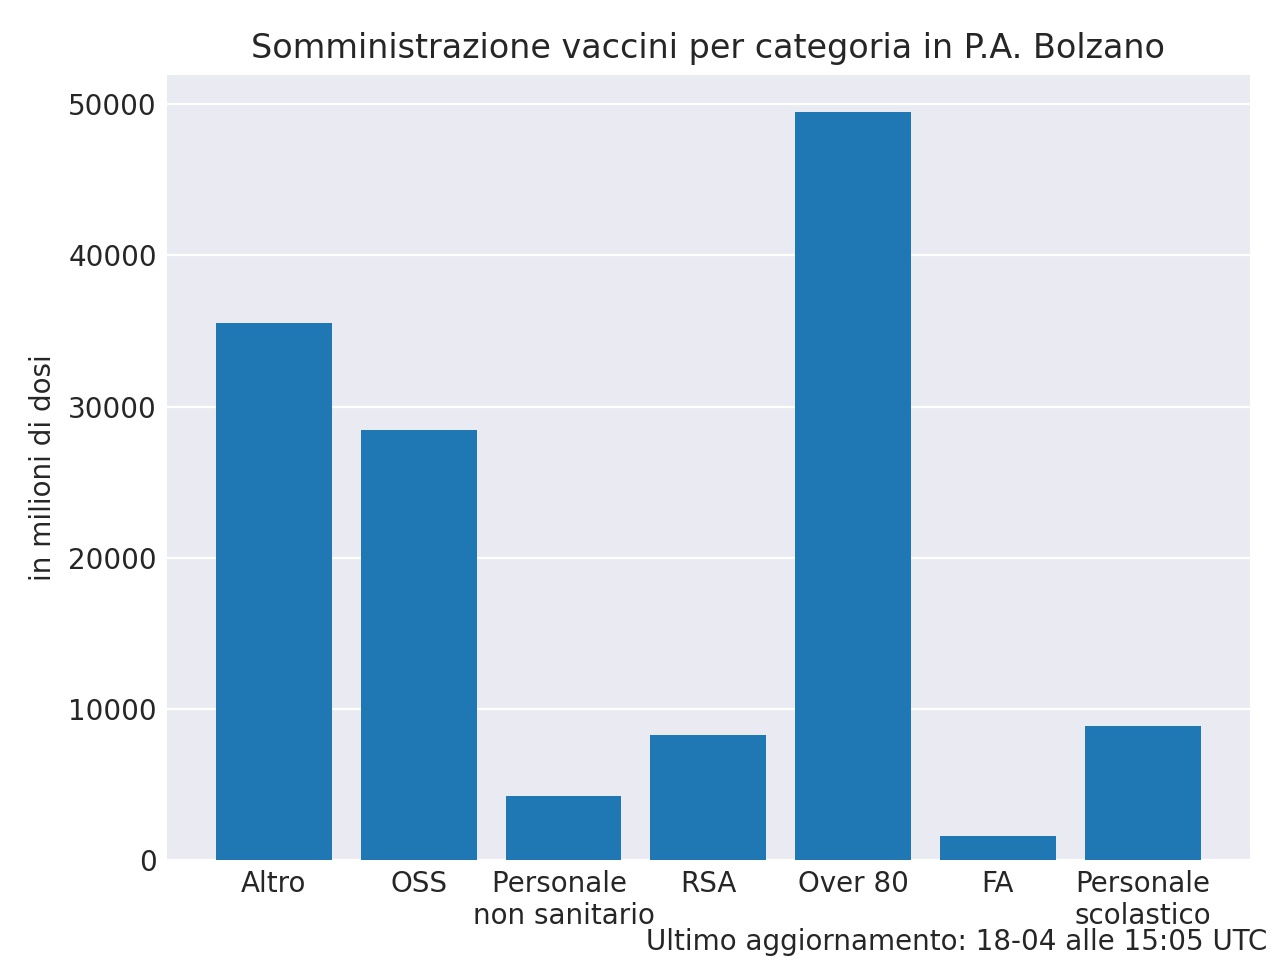 Somministrazione vaccini per categoria in P.A. Bolzano
in milioni di dosi
50000
40000
30000
20000
10000
0
Altro
OSS
Personale
non sanitario
RSA
Over 80
FA
Personale
scolastico
Ultimo aggiornamento: 18-04 alle 15:05 UTC